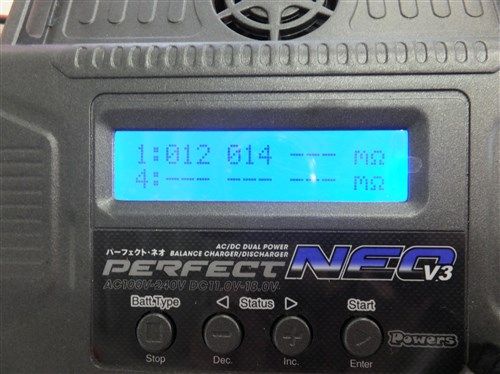 1:012 014 --- mΩ
4:--- --- --- mΩ
AC/DC DUAL POWER
パーフェクト・ネオ BALANCE CHARGER/DISCHARGER
PERFECT NEO V3
AC100V-240V DC11.0V-18.0V
Batt.Type ◁ Status ▷ Start
Stop Dec. Inc. Enter
Powers